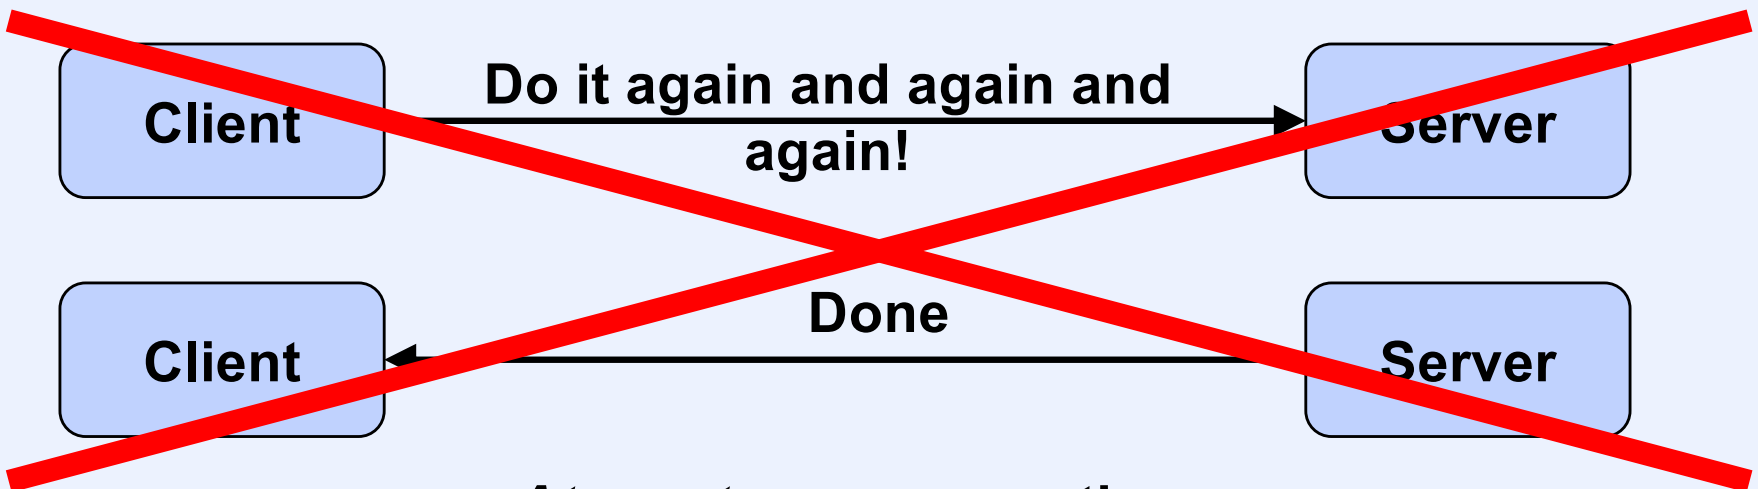 Client
Do it again and again and
again!
Server
Client
Done
Server